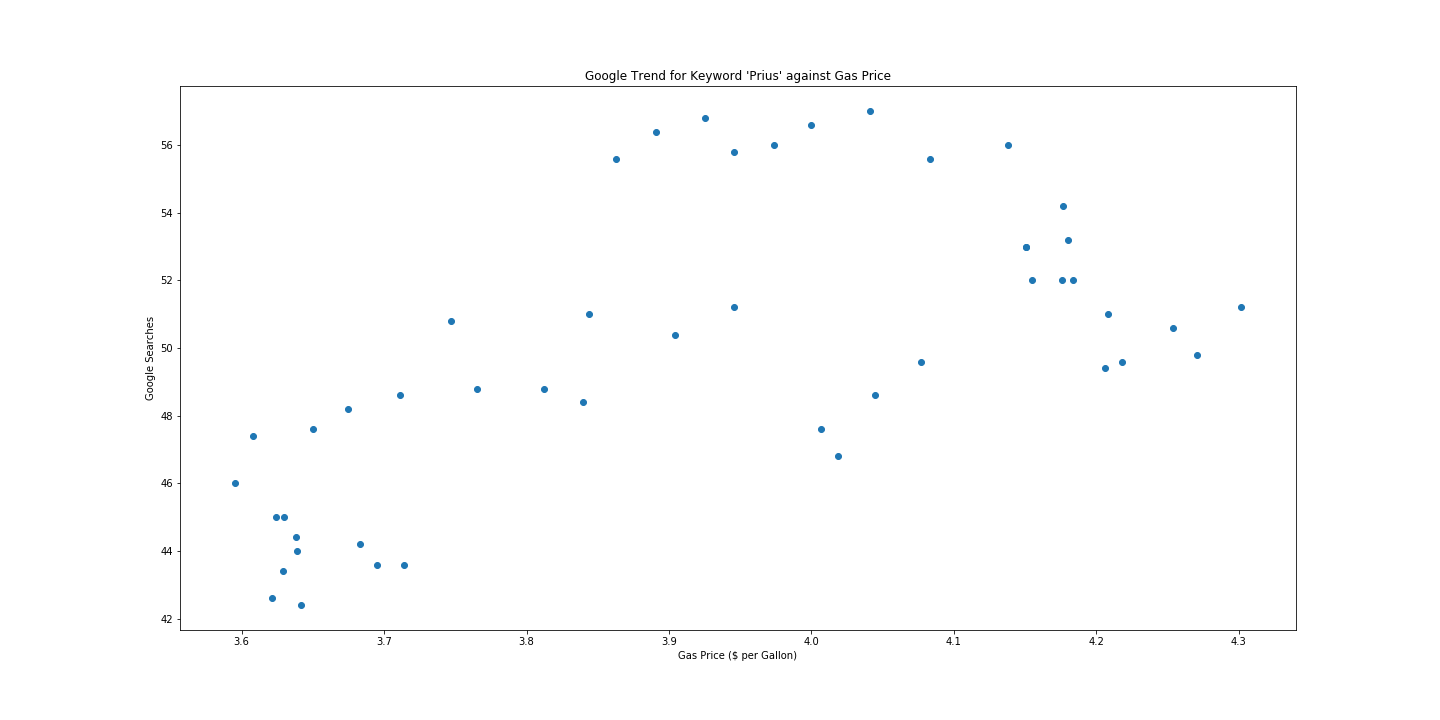 Google Trend for Keyword 'Prius' against Gas Price
56
54
52
50
48
46
44
42
Google Searches
3.6 3.7 3.8 3.9 4.0 4.1 4.2 4.3
Gas Price ($ per Gallon)